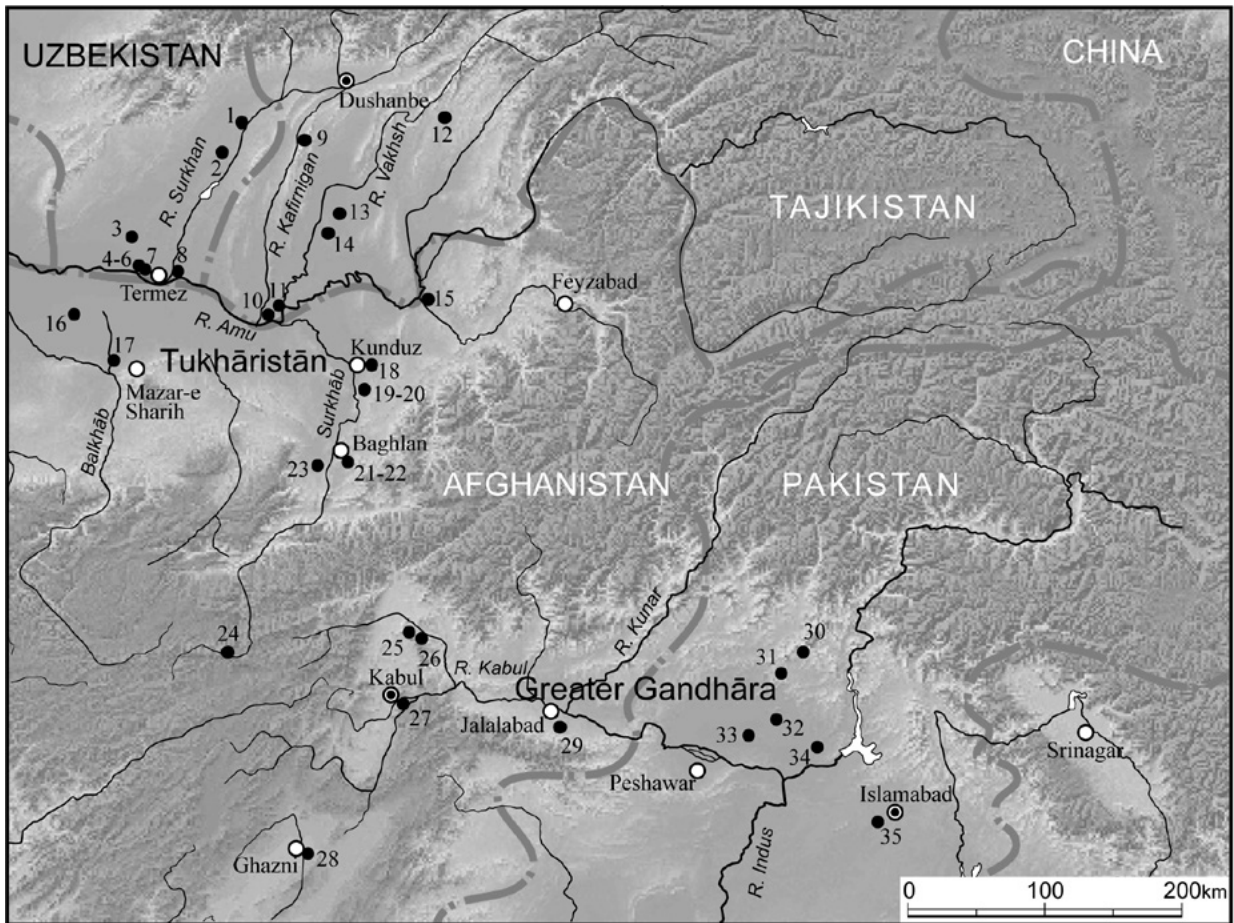 UZBEKISTAN
CHINA
Dushanbe
1
12
9
2
R. Surkhan
R. Kafirnigan
R. Vakhsh
TAJIKISTAN
13
3
14
4-6
7
8
Termez
Feyzabad
11
10
15
16
R. Amu
17
Tukhāristān
Kunduz
18
Mazar-e
Sharih
19-20
Surkhāb
Balkhāb
Baghlan
23
21-22
AFGHANISTAN
PAKISTAN
R. Kunar
24
25
26
30
31
R. Kabul
Kabul
Greater Gandhāra
27
Jalalabad
29
32
33
34
Srinagar
Peshawar
Islamabad
35
Ghazni
28
R. Indus
0
100
200km